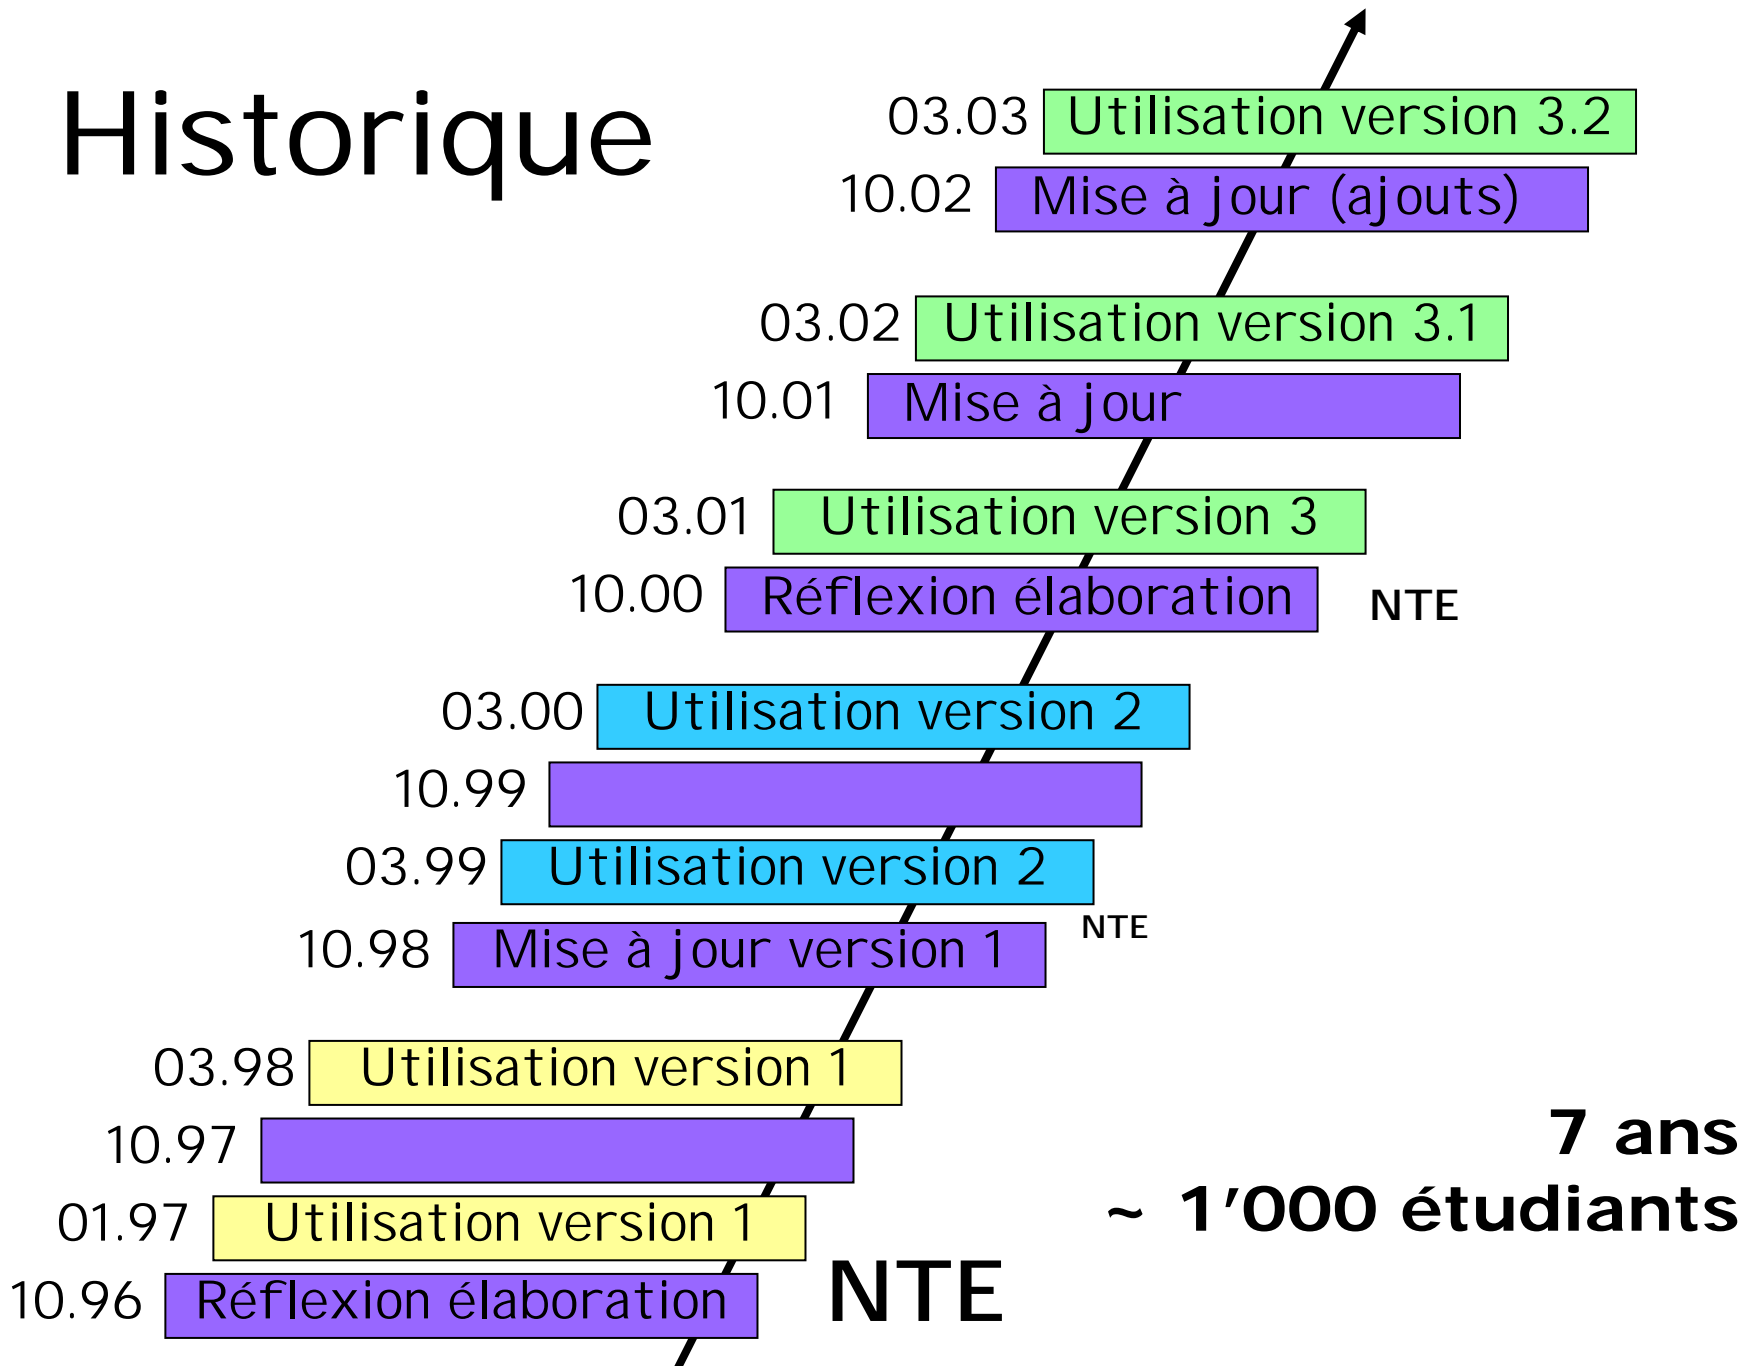 Historique
03.03 Utilisation version 3.2
10.02 Mise à jour (ajouts)
03.02 Utilisation version 3.1
10.01 Mise à jour
03.01 Utilisation version 3
10.00 Réflexion élaboration NTE
03.00 Utilisation version 2
10.99
03.99 Utilisation version 2
NTE
10.98 Mise à jour version 1
03.98 Utilisation version 1
10.97
01.97 Utilisation version 1
10.96 Réflexion élaboration NTE
7 ans
~ 1’000 étudiants